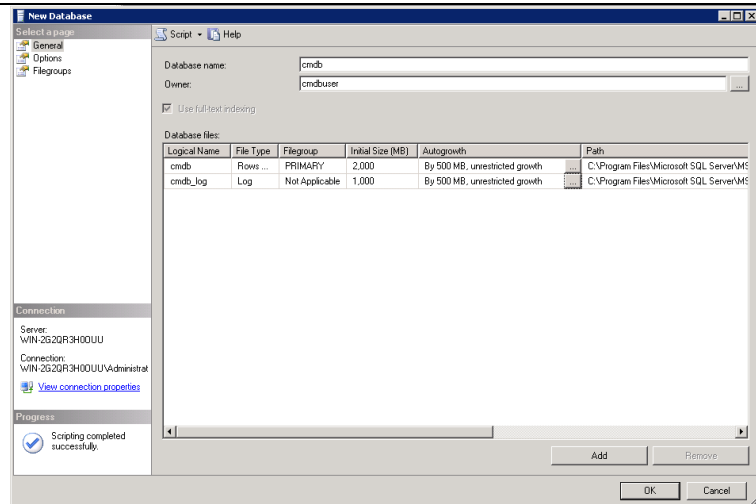 New Database
Select a page
General
Options
Filegroups
Script Help
Database name: cmdb
Owner: cmdbuser ...
Use full-text indexing
Database files:
Logical Name File Type Filegroup Initial Size (MB) Autogrowth Path
cmdb Rows ... PRIMARY 2,000 By 500 MB, unrestricted growth ... C:\Program Files\Microsoft SQL Server\MS
cmdb_log Log Not Applicable 1,000 By 500 MB, unrestricted growth ... C:\Program Files\Microsoft SQL Server\MS
Connection
Server:
WIN-2G2QR3H0OUU
Connection:
WIN-2G2QR3H0OUU\Administrat
View connection properties
Progress
Scripting completed
successfully.
Add Remove
OK Cancel